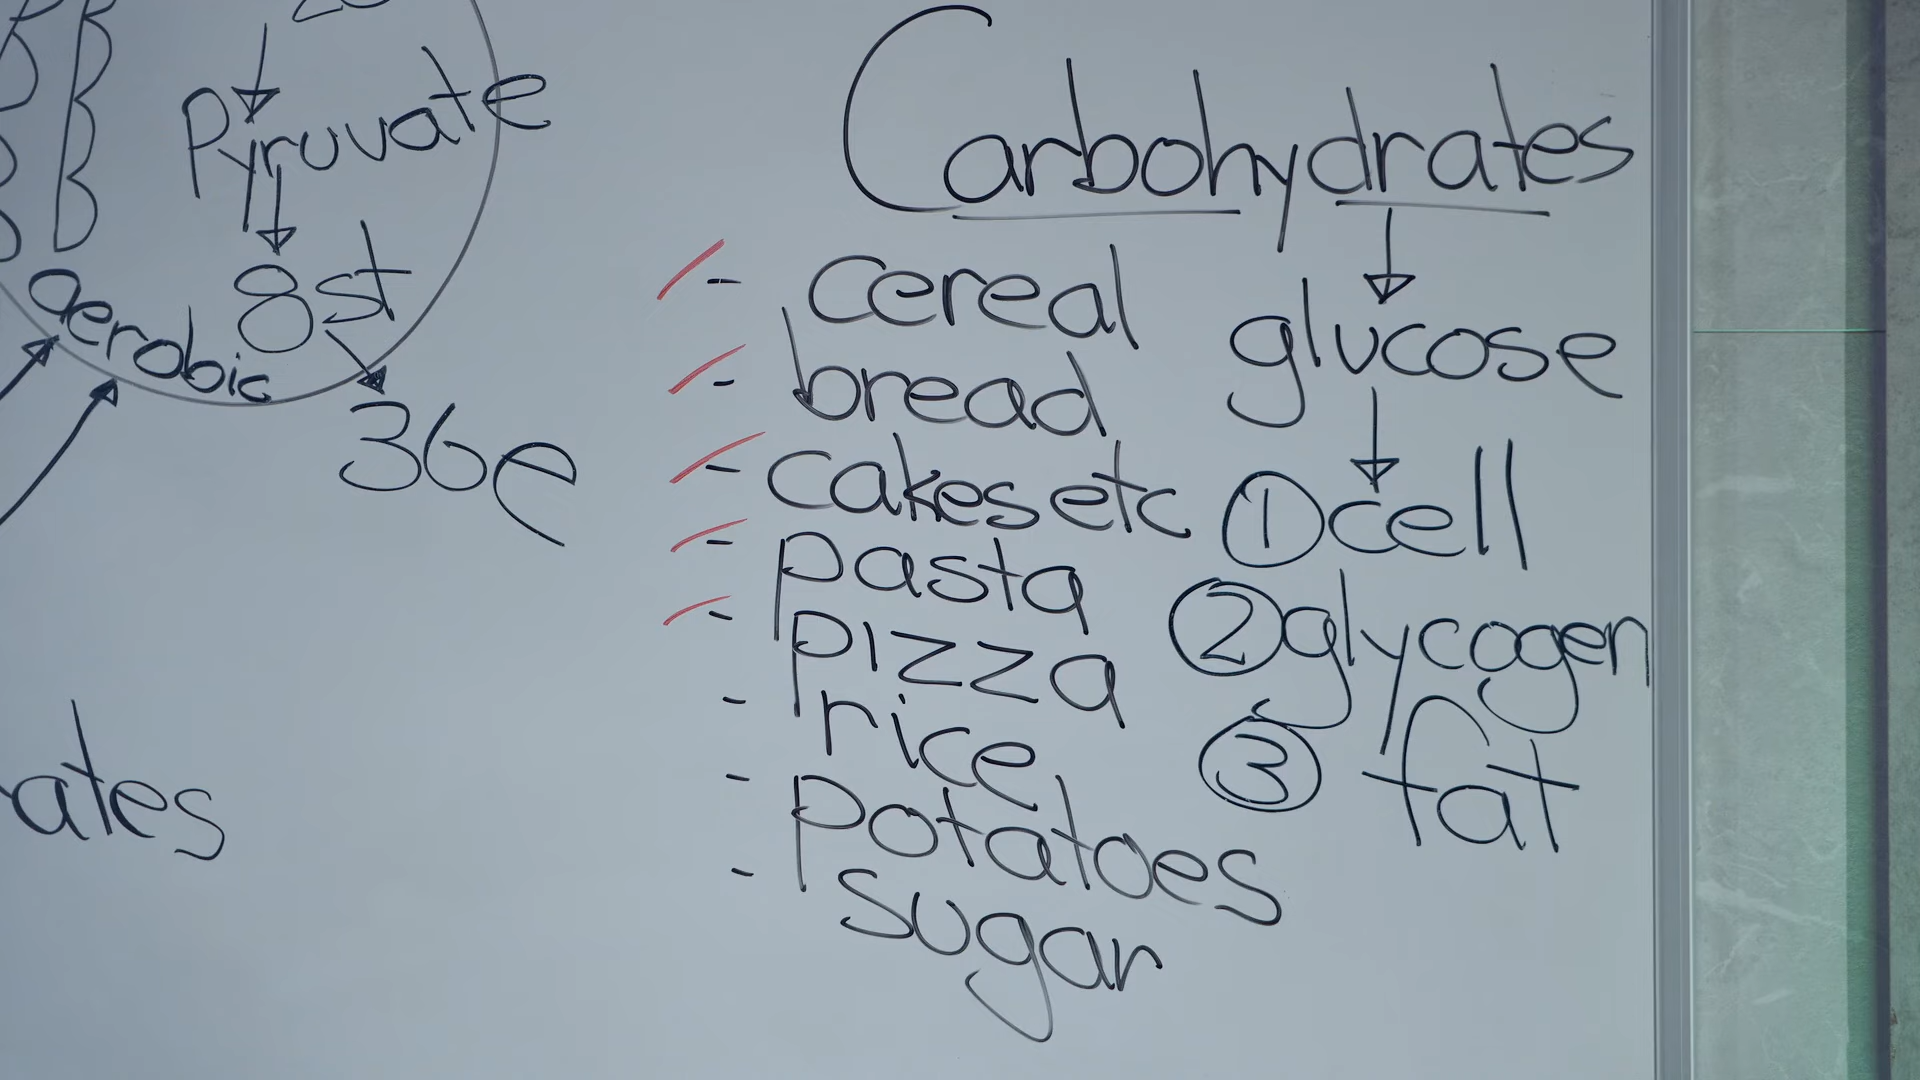 Pyruvate
8st
aerobic
36e
ates
Carbohydrates
- cereal
- bread
- cakes etc
- pasta
- pizza
- rice
- potatoes
- sugar
glucose
1 cell
2 glycogen
3 fat